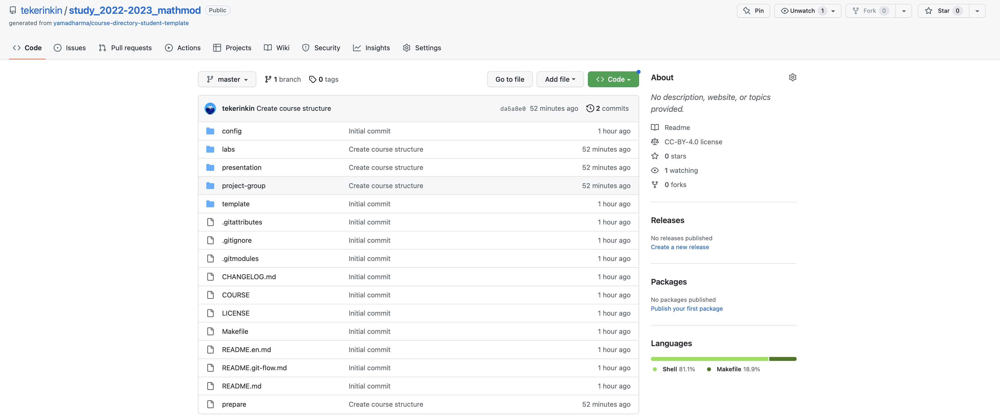 tekerinkin / study_2022-2023_mathmod Public
Pin Unwatch 1 Fork 0 Star 0
generated from yamadharma/course-directory-student-template
Code Issues Pull requests Actions Projects Wiki Security Insights Settings
master 1 branch 0 tags Go to file Add file Code
tekerinkin Create course structure da5a8e0 52 minutes ago 2 commits
config Initial commit 1 hour ago
labs Create course structure 52 minutes ago
presentation Create course structure 52 minutes ago
project-group Create course structure 52 minutes ago
template Initial commit 1 hour ago
.gitattributes Initial commit 1 hour ago
.gitignore Initial commit 1 hour ago
.gitmodules Initial commit 1 hour ago
CHANGELOG.md Initial commit 1 hour ago
COURSE Initial commit 1 hour ago
LICENSE Initial commit 1 hour ago
Makefile Initial commit 1 hour ago
README.en.md Initial commit 1 hour ago
README.git-flow.md Initial commit 1 hour ago
README.md Initial commit 1 hour ago
prepare Create course structure 52 minutes ago
About
No description, website, or topics
provided.
Readme
CC-BY-4.0 license
0 stars
1 watching
0 forks
Releases
No releases published
Create a new release
Packages
No packages published
Publish your first package
Languages
Shell 81.1% Makefile 18.9%